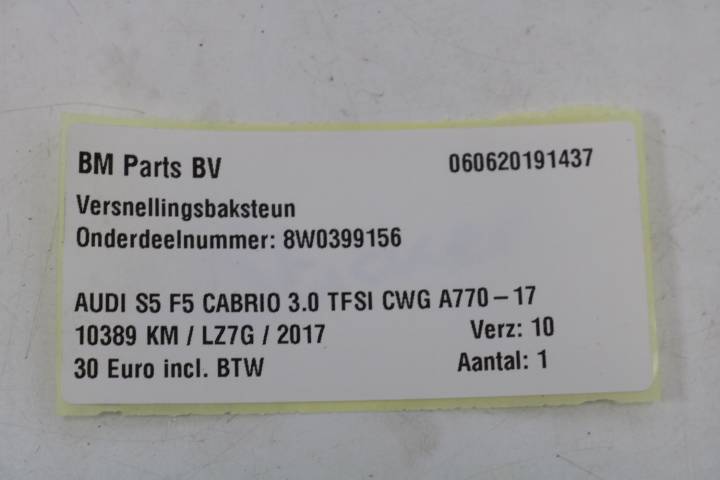 BM Parts BV 060620191437
Versnellingsbaksteun
Onderdeelnummer: 8W0399156
AUDI S5 F5 CABRIO 3.0 TFSI CWG A770-17
10389 KM / LZ7G / 2017 Verz: 10
30 Euro incl. BTW Aantal: 1